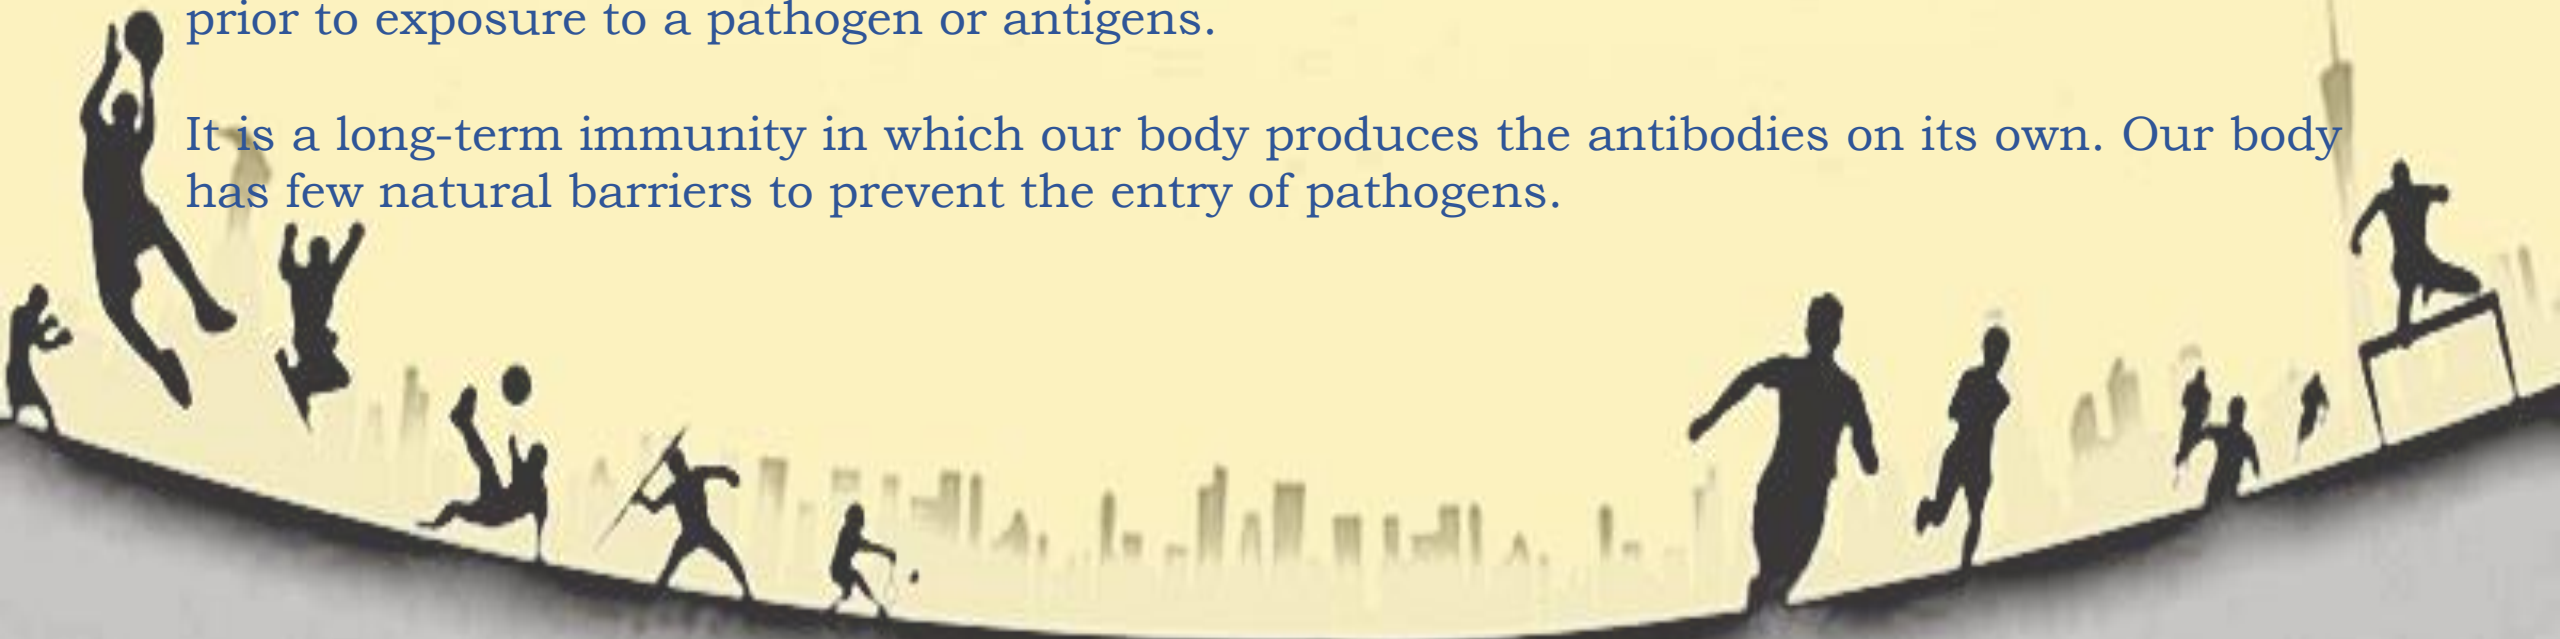 prior to exposure to a pathogen or antigens.
It is a long-term immunity in which our body produces the antibodies on its own. Our body
has few natural barriers to prevent the entry of pathogens.